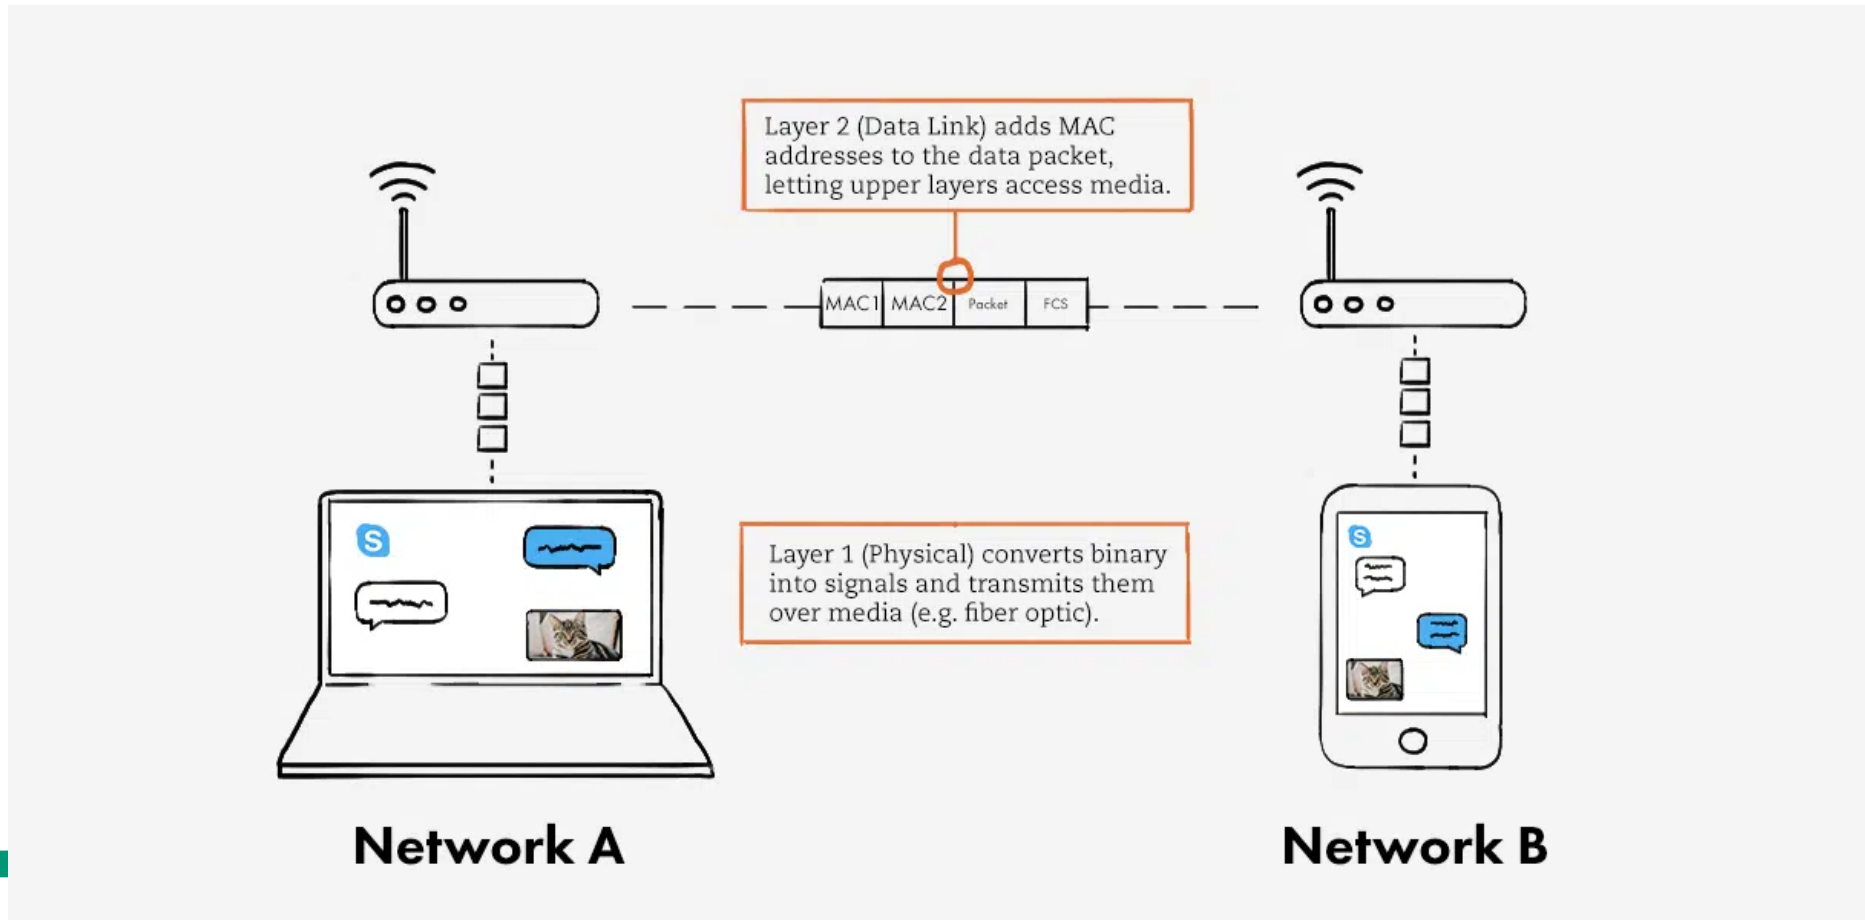 Layer 2 (Data Link) adds MAC
addresses to the data packet,
letting upper layers access media.
MAC1 MAC2 Packet FCS
S
S
Layer 1 (Physical) converts binary
into signals and transmits them
over media (e.g. fiber optic).
Network A
Network B